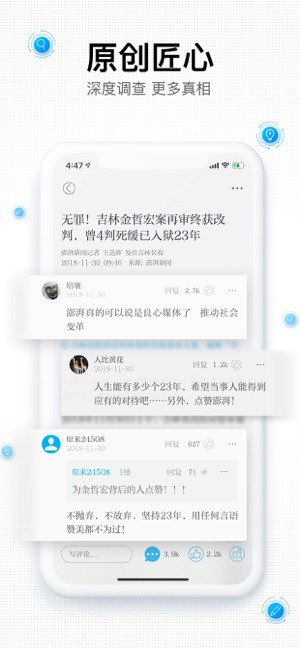 原创匠心
深度调查 更多真相
4:47
无罪！吉林金哲宏案再审终获改
判，曾4判死缓已入狱23年
澎湃新闻记者 王选辉 发自吉林长春
2018-11-30 09:46 来源：澎湃新闻
培墉
2018-11-30
回复 2.5k
澎湃真的可以说是良心媒体了 推动社会
变革
人比黄花
2018-11-30
回复 1.2k
人生能有多少个23年，希望当事人能得到
应有的对待吧……另外，点赞澎湃！
原来24508
2018-11-30
回复 627
原来24508 1楼 回复 71
为金哲宏背后的人点赞！！！
不抛弃，不放弃，坚持23年，用任何言语
赞美都不为过！
写评论...
3.9k
2.2k